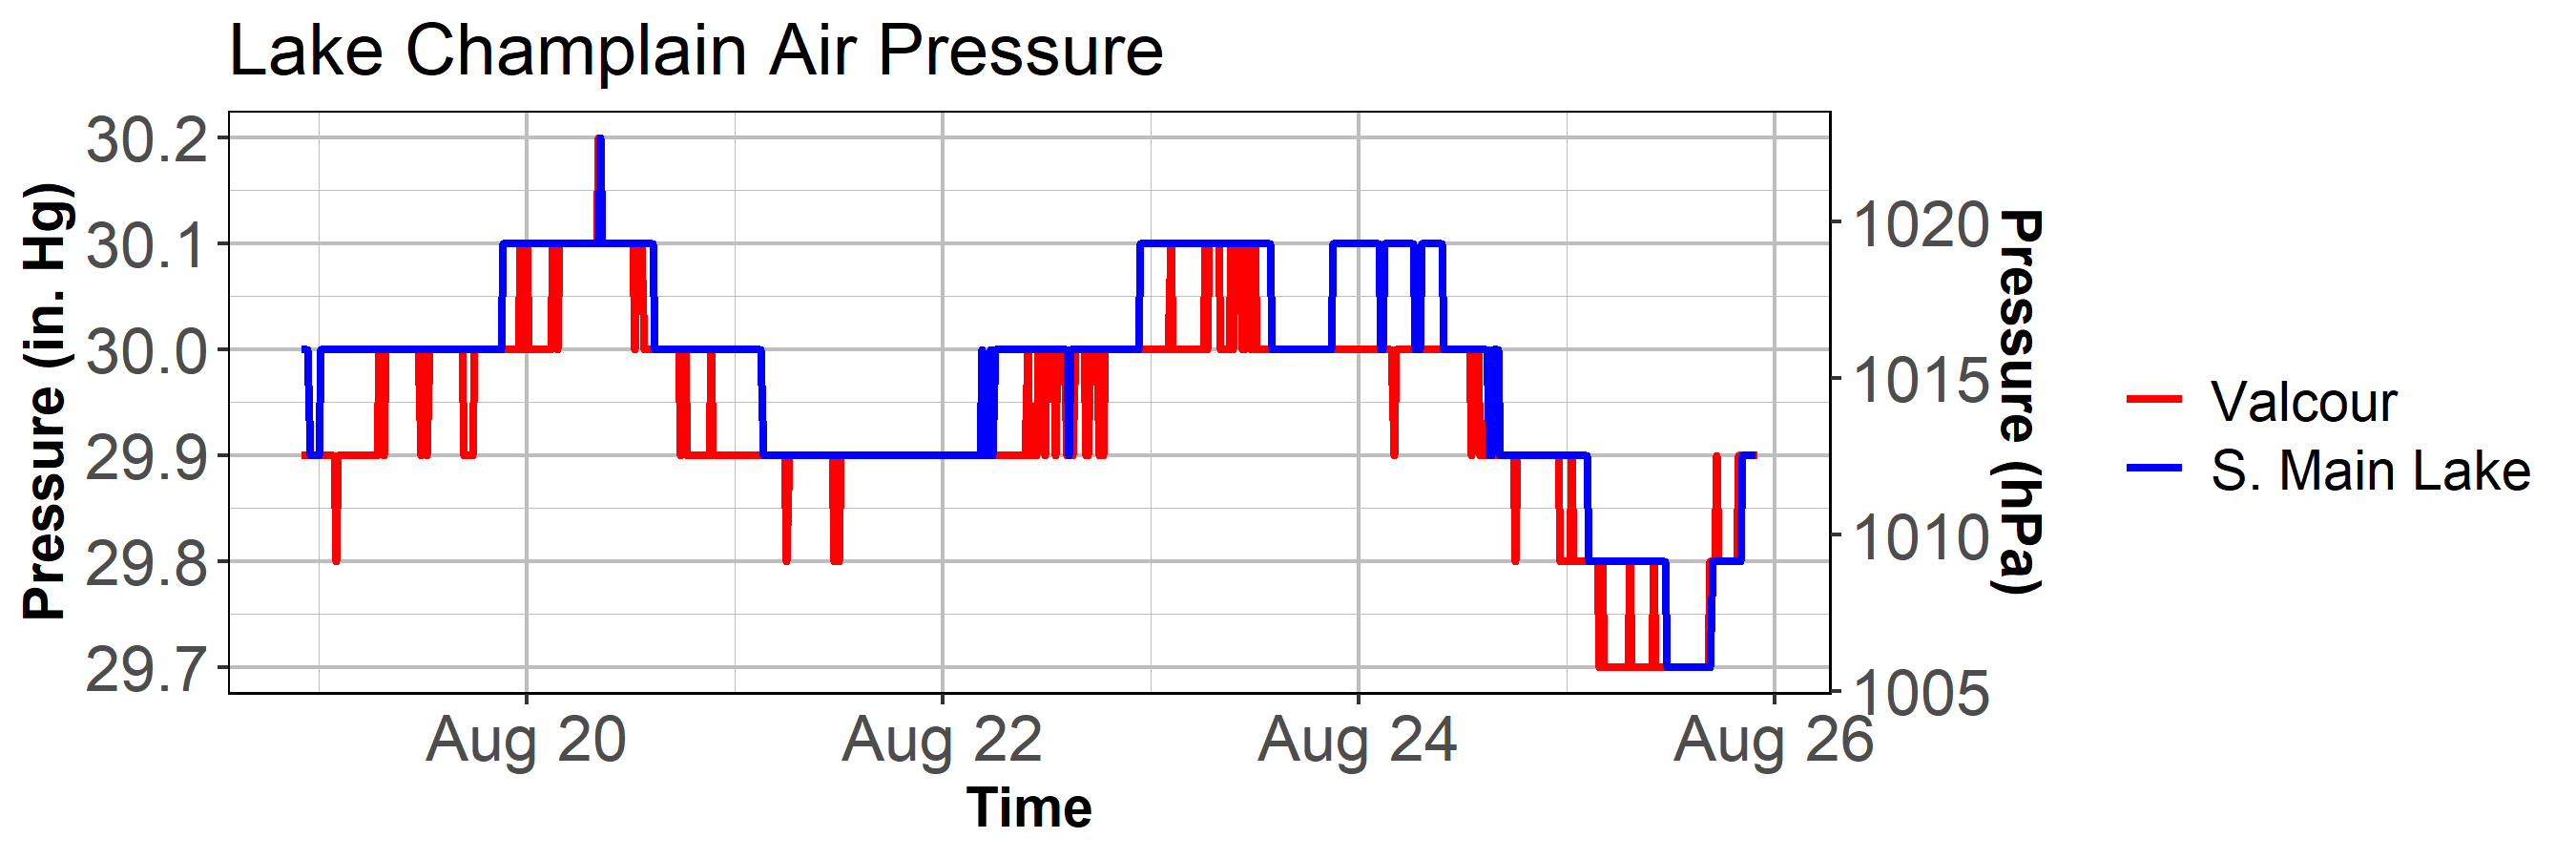 Lake Champlain Air Pressure
30.2
30.1
30.0
29.9
29.8
29.7
Pressure (in. Hg)
1020
1015
1010
1005
Pressure (hPa)
Aug 20
Aug 22
Aug 24
Aug 26
Time
Valcour
S. Main Lake